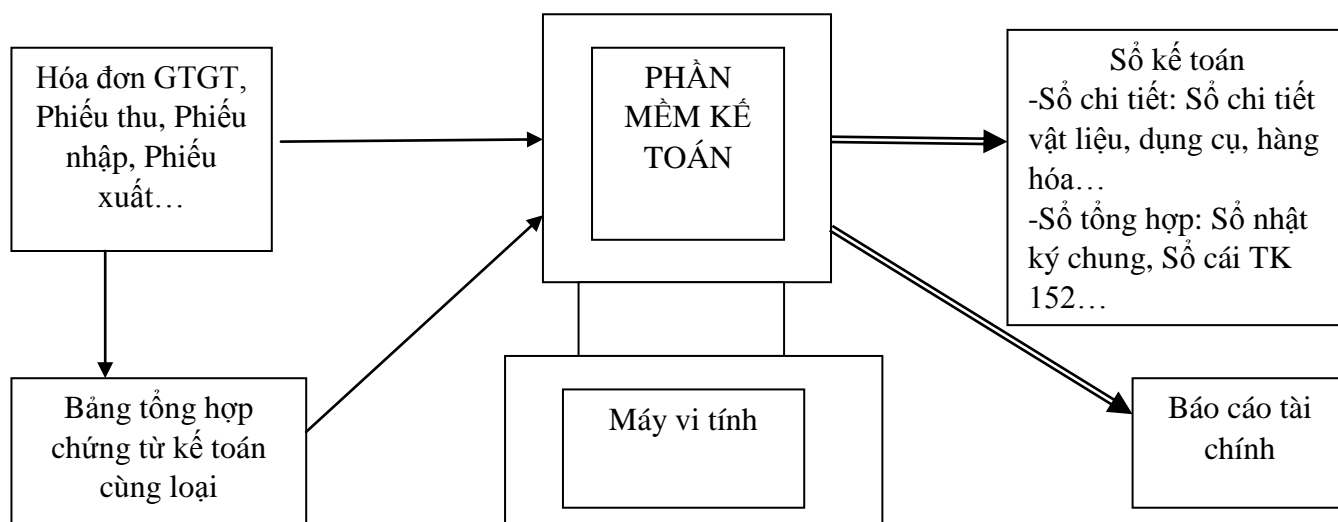 Hóa đơn GTGT,
Phiếu thu, Phiếu
nhập, Phiếu
xuất…
Bảng tổng hợp
chứng từ kế toán
cùng loại
PHẦN
MỀM KẾ
TOÁN
Máy vi tính
Sổ kế toán
-Sổ chi tiết: Sổ chi tiết
vật liệu, dụng cụ, hàng
hóa…
-Sổ tổng hợp: Sổ nhật
ký chung, Sổ cái TK
152…
Báo cáo tài
chính